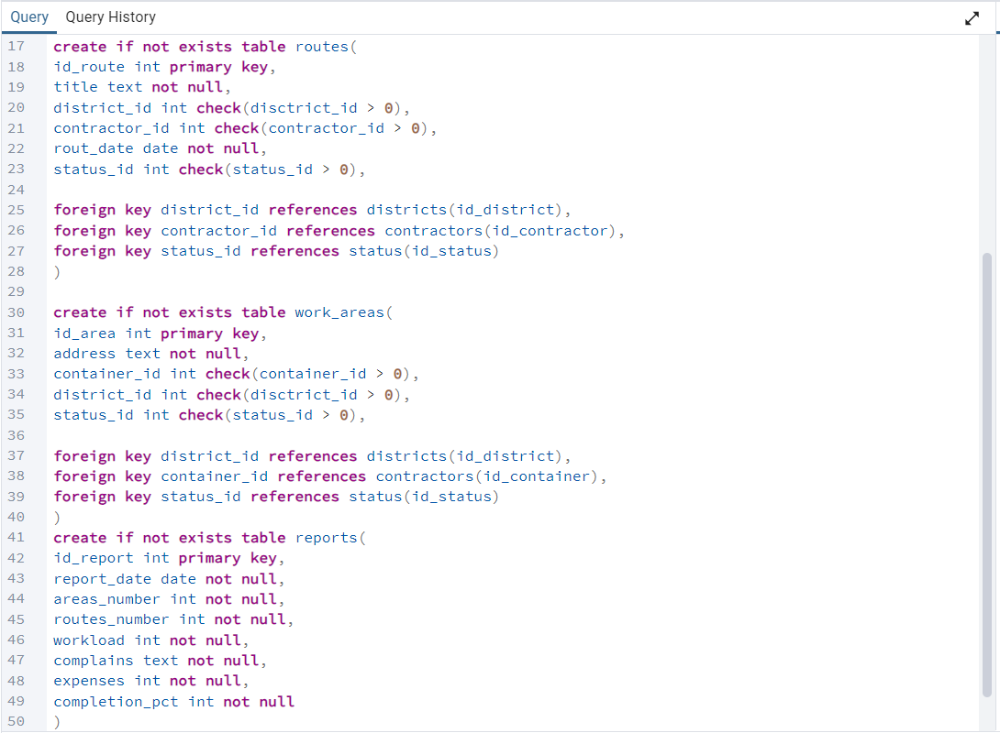 Query Query History
17 create if not exists table routes(
18 id_route int primary key,
19 title text not null,
20 district_id int check(disctrict_id > 0),
21 contractor_id int check(contractor_id > 0),
22 rout_date date not null,
23 status_id int check(status_id > 0),
24
25 foreign key district_id references districts(id_district),
26 foreign key contractor_id references contractors(id_contractor),
27 foreign key status_id references status(id_status)
28 )
29
30 create if not exists table work_areas(
31 id_area int primary key,
32 address text not null,
33 container_id int check(container_id > 0),
34 district_id int check(disctrict_id > 0),
35 status_id int check(status_id > 0),
36
37 foreign key district_id references districts(id_district),
38 foreign key container_id references contractors(id_container),
39 foreign key status_id references status(id_status)
40 )
41 create if not exists table reports(
42 id_report int primary key,
43 report_date date not null,
44 areas_number int not null,
45 routes_number int not null,
46 workload int not null,
47 complains text not null,
48 expenses int not null,
49 completion_pct int not null
50 )